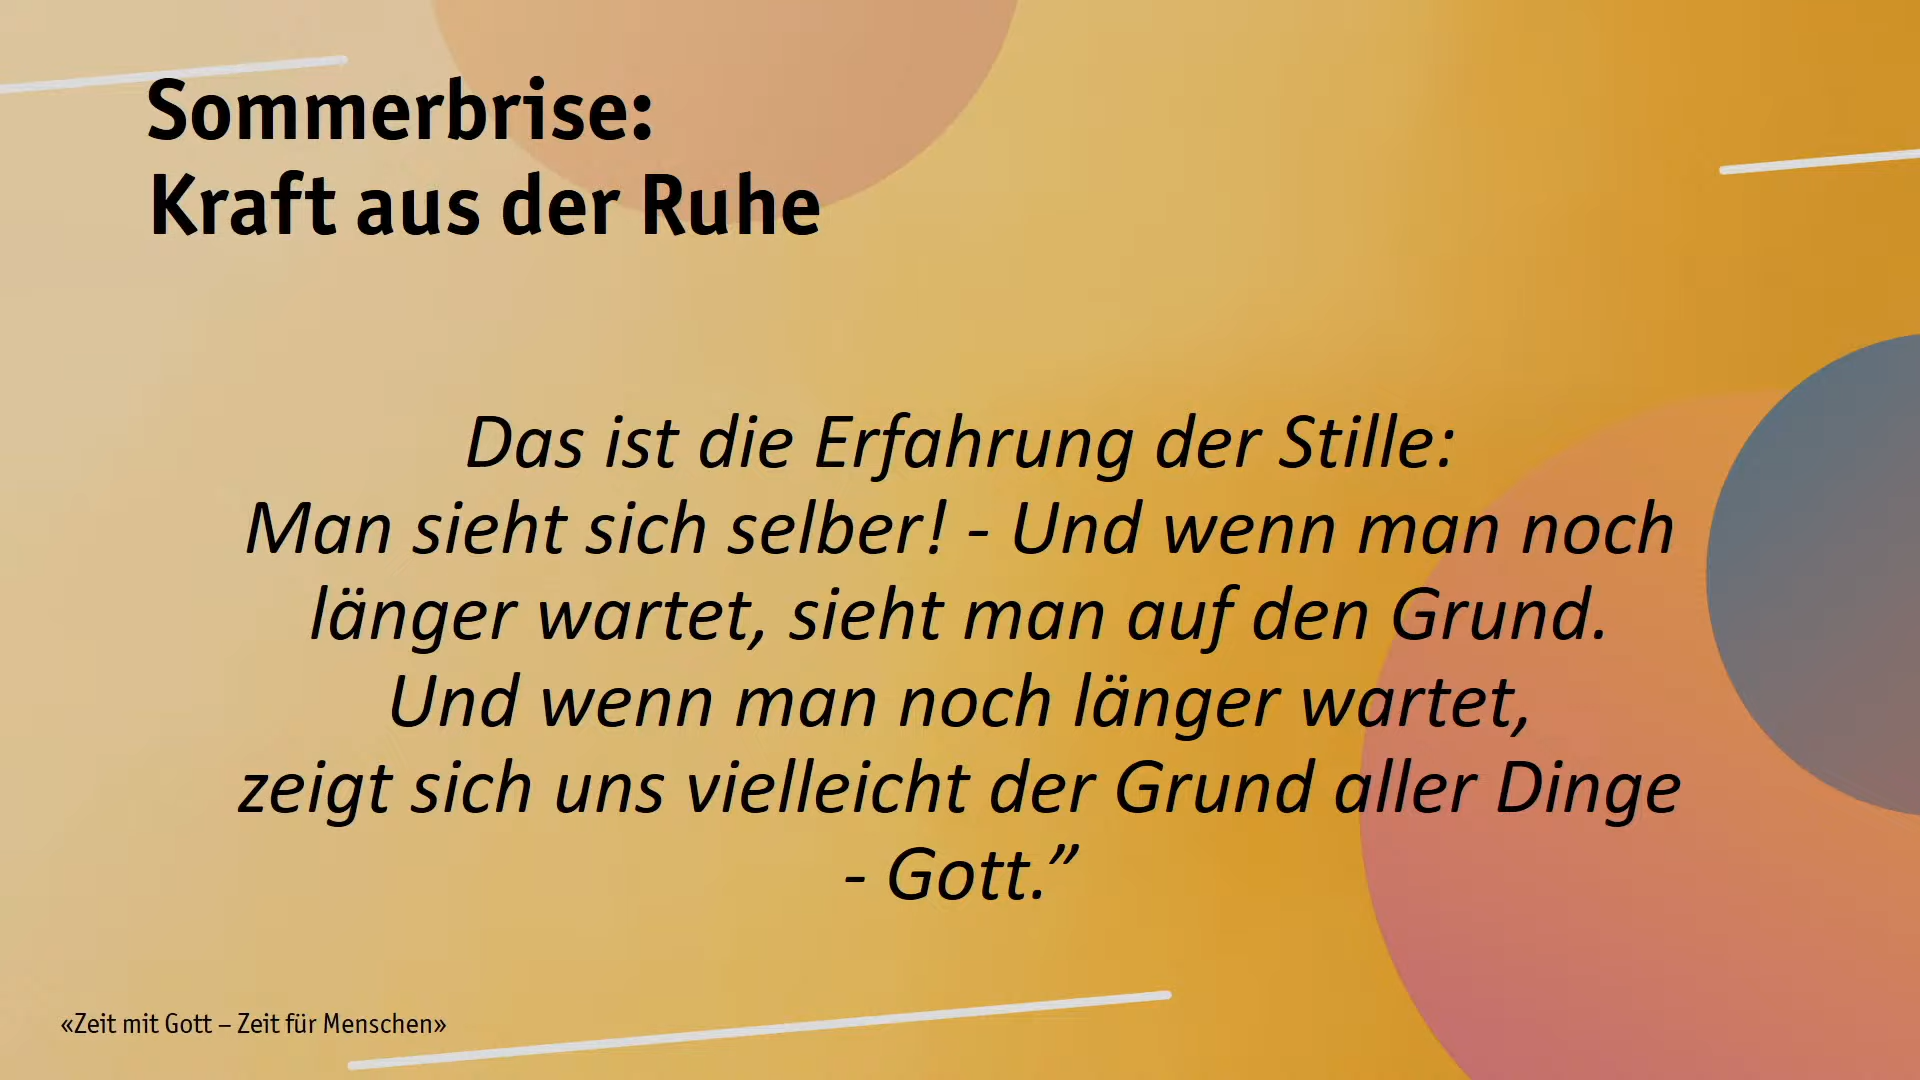 Sommerbrise:
Kraft aus der Ruhe
Das ist die Erfahrung der Stille:
Man sieht sich selber! - Und wenn man noch
länger wartet, sieht man auf den Grund.
Und wenn man noch länger wartet,
zeigt sich uns vielleicht der Grund aller Dinge
- Gott.”
«Zeit mit Gott – Zeit für Menschen»